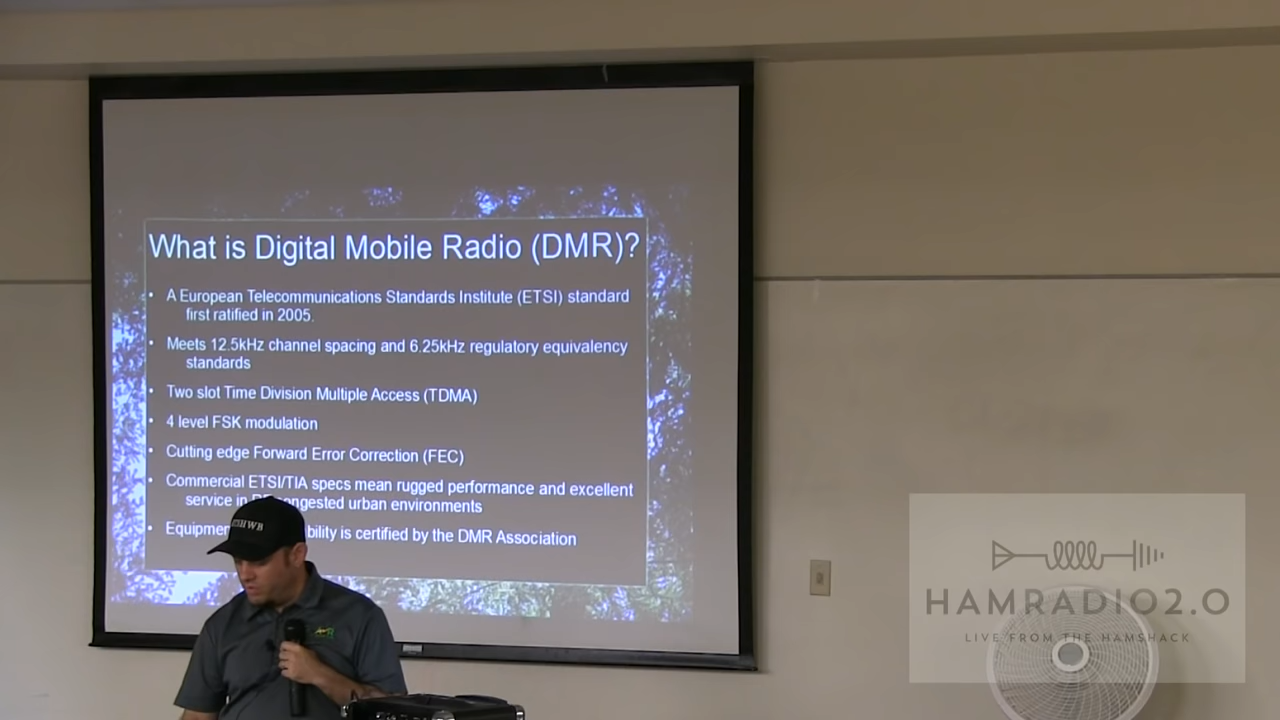 What is Digital Mobile Radio (DMR)?
• A European Telecommunications Standards Institute (ETSI) standard
first ratified in 2005.
• Meets 12.5kHz channel spacing and 6.25kHz regulatory equivalency
standards
• Two slot Time Division Multiple Access (TDMA)
• 4 level FSK modulation
• Cutting edge Forward Error Correction (FEC)
• Commercial ETSI/TIA specs mean rugged performance and excellent
service in congested urban environments
• is certified by the DMR Association
HAMRADIO2.0
LIVE FROM THE HAMSHACK